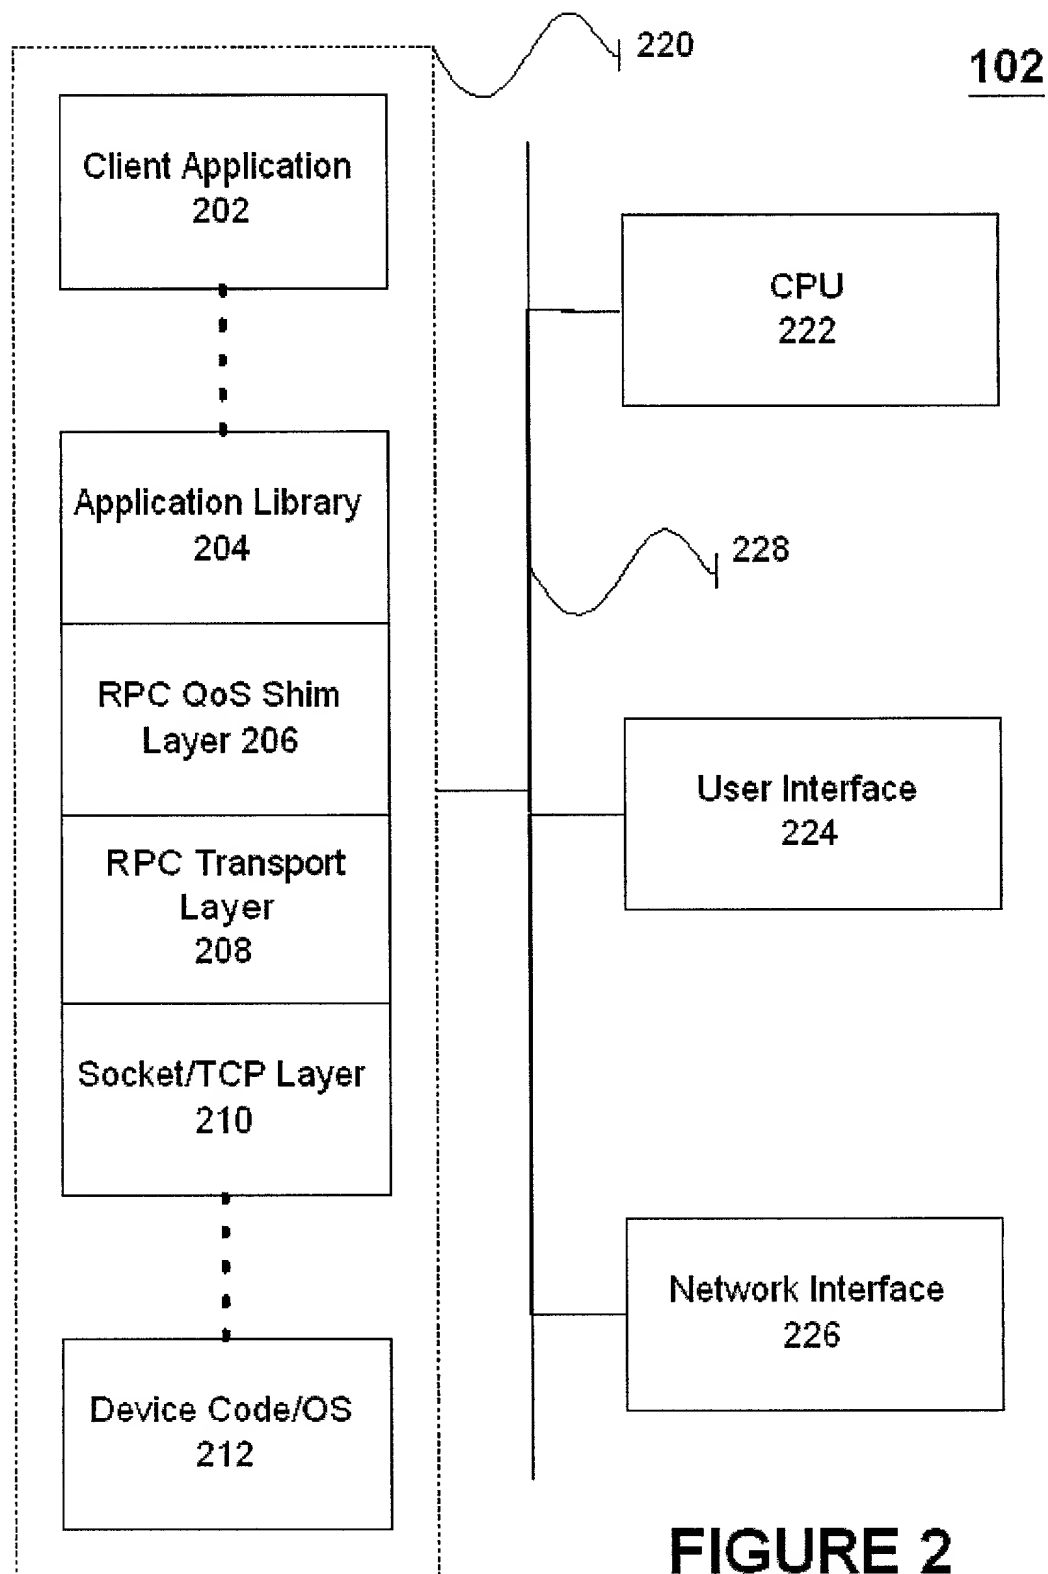 220
102
Client Application
202
CPU
222
Application Library
204
228
RPC QoS Shim
Layer 206
User Interface
224
RPC Transport
Layer
208
Socket/TCP Layer
210
Network Interface
226
Device Code/OS
212
FIGURE 2